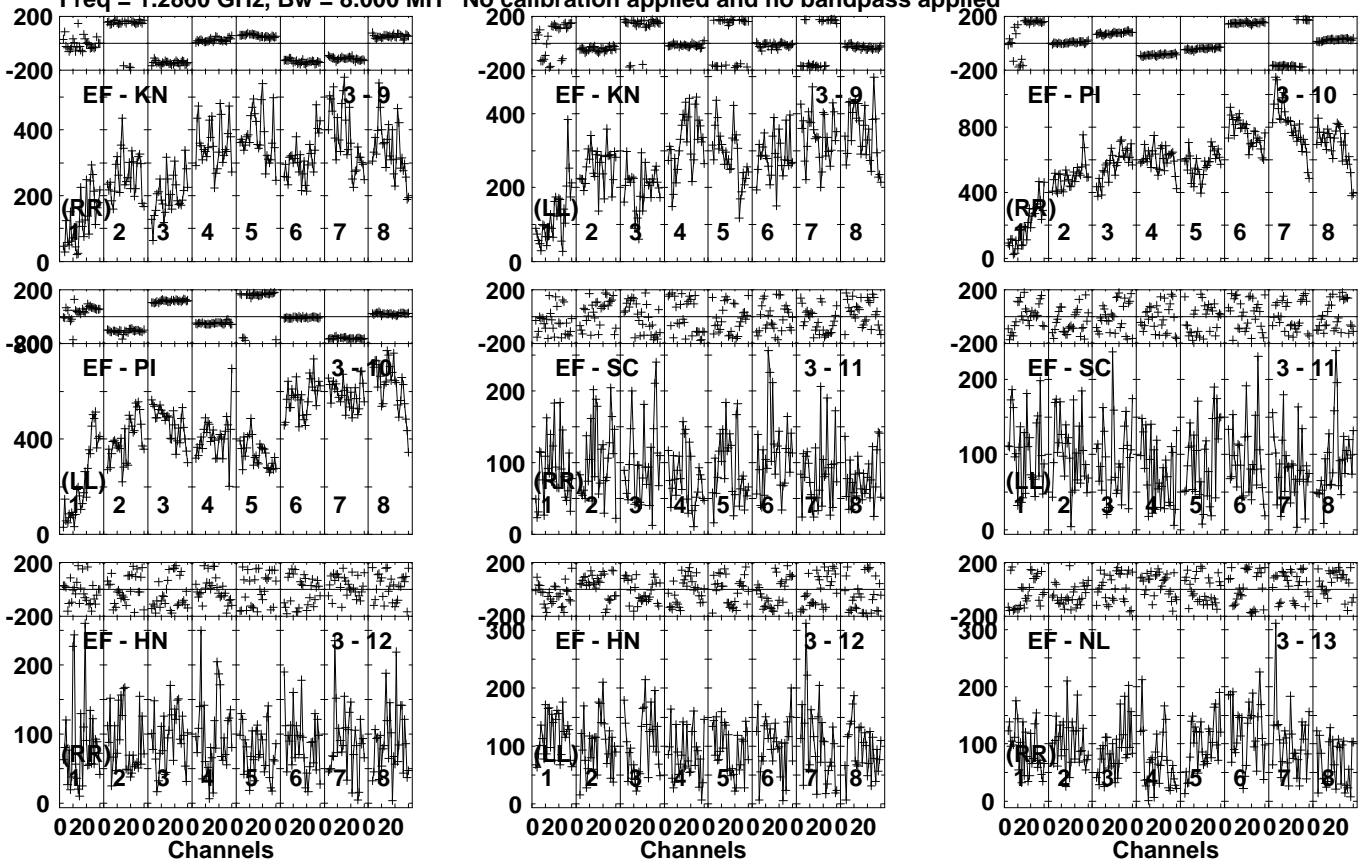 Freq = 1.2860 GHz, Bw = 8.000 MH No calibration applied and no bandpass applied
200 200 200
-200 -200 -200
EF - KN 3 - 9 EF - KN 3 - 9 EF - PI 3 - 10
400 400 800
200 200 400
(RR) (LL) (RR)
1 2 3 4 5 6 7 8 1 2 3 4 5 6 7 8 1 2 3 4 5 6 7 8
0 0 0
200 200 200
-200 -200
800
EF - PI 3 - 10 EF - SC 3 - 11 EF - SC 3 - 11
400 200 200
100 100
(LL) (RR) (LL)
2 3 4 5 6 7 8 1 2 3 4 5 6 7 8 1 2 3 4 5 6 7 8
0 0 0
200 200 200
-200 -200 -200
EF - HN 3 - 12 EF - HN 3 - 12 EF - NL 3 - 13
200 300 300
100 200 200
100 100
(RR) (LL) (RR)
1 2 3 4 5 6 7 8 1 2 3 4 5 6 7 8 1 2 3 4 5 6 7 8
0 0 0
0 20 0 20 0 20 0 20 0 20 0 20 0 20 0 20 0 20 0 20 0 20 0 20 0 20 0 20 0 20 0 20 0 20 0 20 0 20 0 20 0 20 0 20 0 20 0 20
Channels Channels Channels